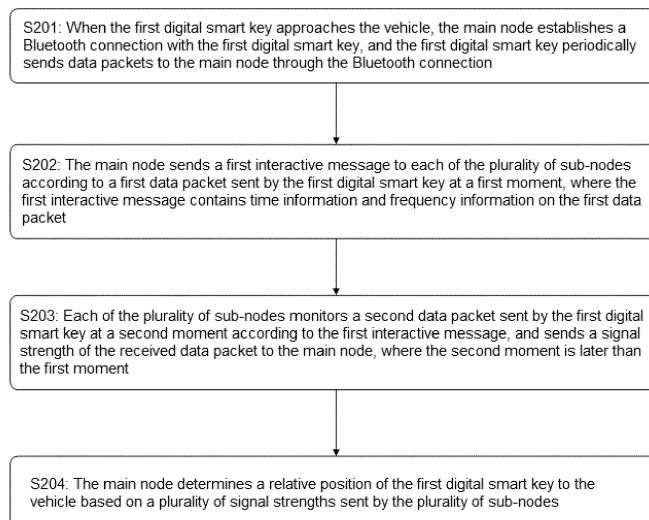 S201: When the first digital smart key approaches the vehicle, the main node establishes a
Bluetooth connection with the first digital smart key, and the first digital smart key periodically
sends data packets to the main node through the Bluetooth connection
S202: The main node sends a first interactive message to each of the plurality of sub-nodes
according to a first data packet sent by the first digital smart key at a first moment, where the
first interactive message contains time information and frequency information on the first data
packet
S203: Each of the plurality of sub-nodes monitors a second data packet sent by the first digital
smart key at a second moment according to the first interactive message, and sends a signal
strength of the received data packet to the main node, where the second moment is later than
the first moment
S204: The main node determines a relative position of the first digital smart key to the
vehicle based on a plurality of signal strengths sent by the plurality of sub-nodes